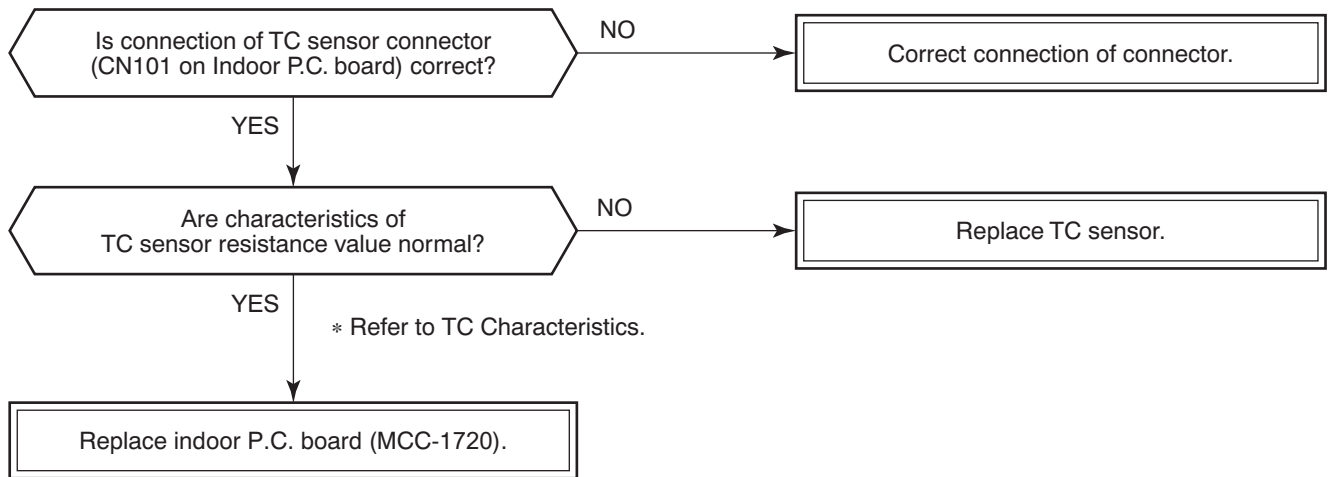 Is connection of TC sensor connector
(CN101 on Indoor P.C. board) correct?
NO
Correct connection of connector.
YES
Are characteristics of
TC sensor resistance value normal?
NO
Replace TC sensor.
YES
* Refer to TC Characteristics.
Replace indoor P.C. board (MCC-1720).